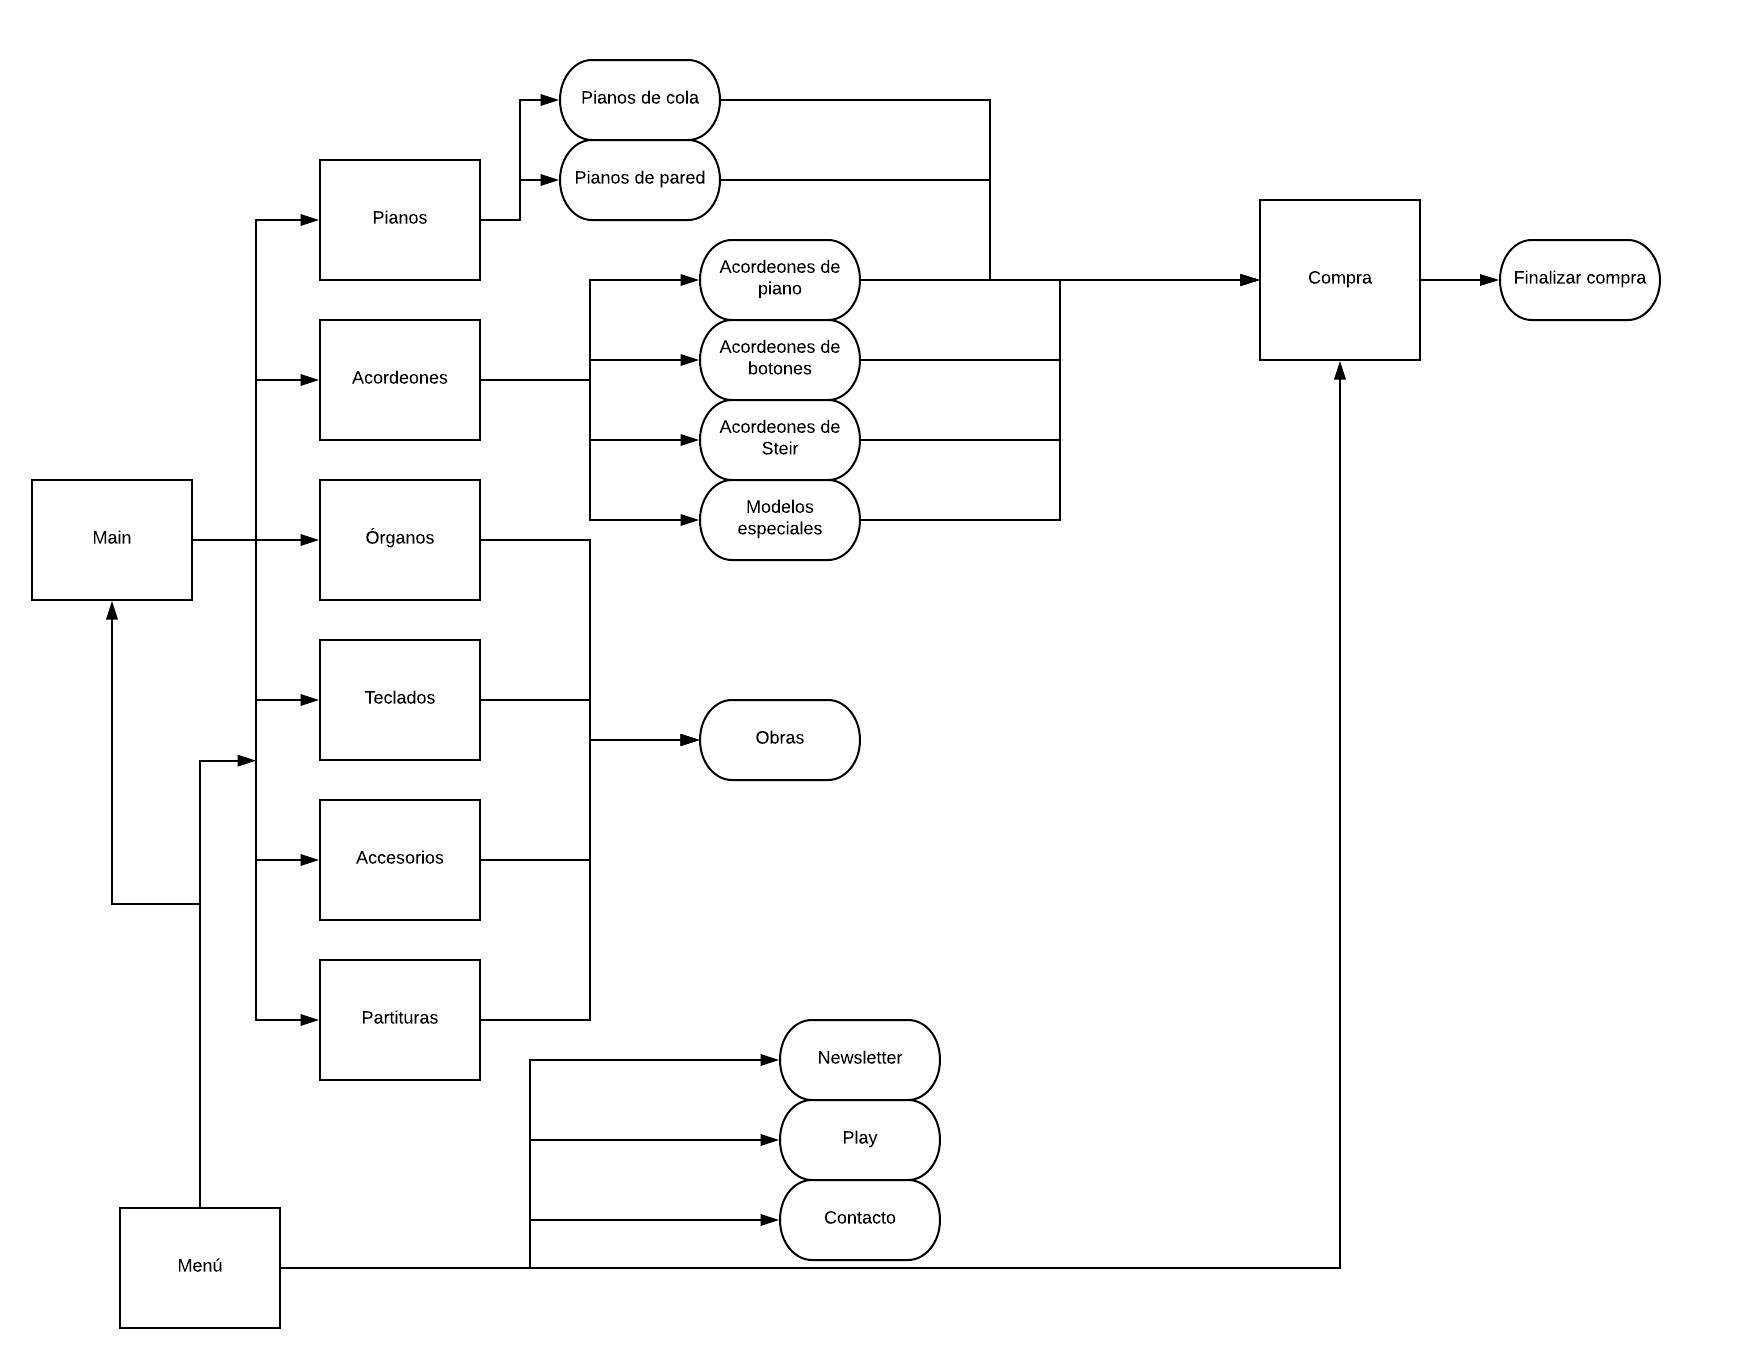 Pianos de cola
Pianos de pared
Pianos
Acordeones de
piano
Acordeones de
botones
Acordeones de
Steir
Modelos
especiales
Compra
Finalizar compra
Acordeones
Main
Órganos
Teclados
Obras
Accesorios
Partituras
Newsletter
Play
Contacto
Menú